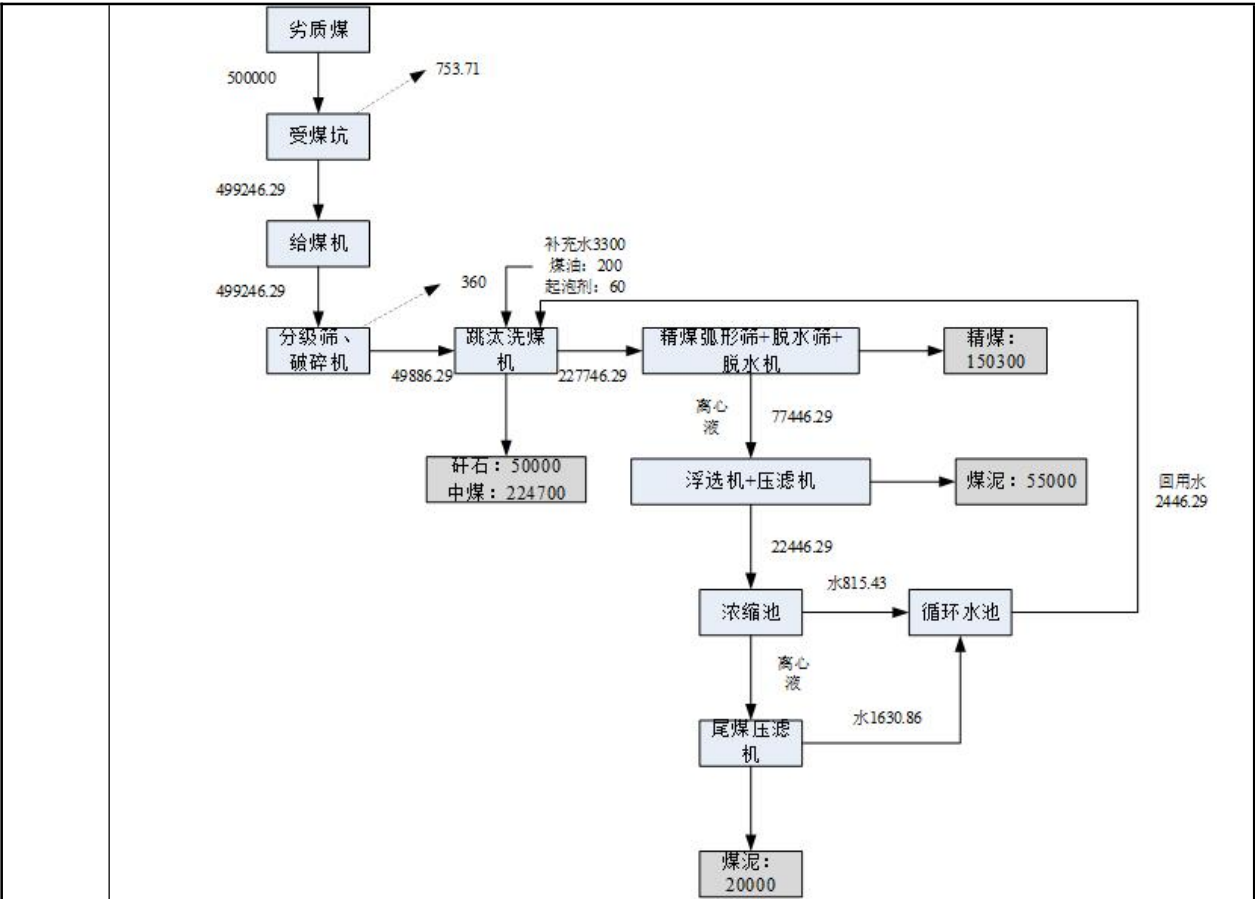 劣质煤
500000
753.71
受煤坑
499246.29
给煤机
499246.29
360
补充水3300
煤油：200
起泡剂：60
分级筛、
破碎机
49886.29
跳汰洗煤
机
227746.29
精煤弧形筛+脱水筛+
脱水机
精煤：
150300
离心
液
77446.29
矸石：50000
中煤：224700
浮选机+压滤机
煤泥：55000
回用水
2446.29
22446.29
浓缩池
水815.43
循环水池
离心
液
尾煤压滤
机
水1630.86
煤泥：
20000